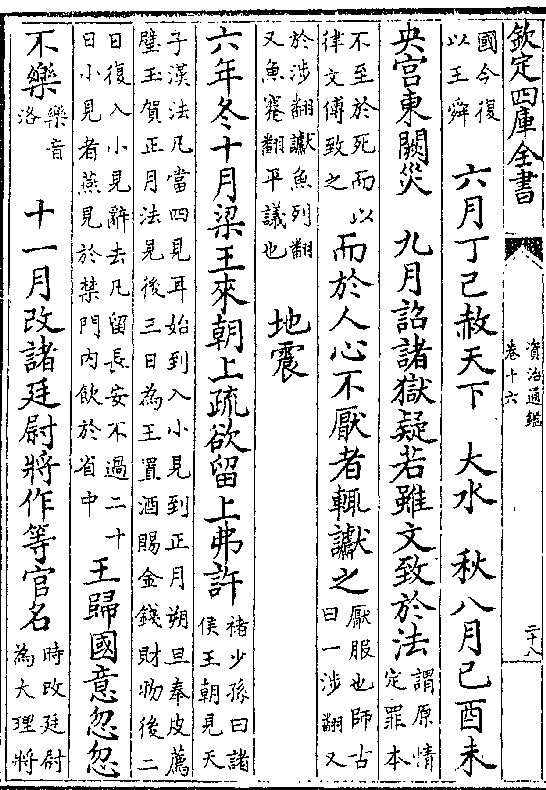 欽定四庫全書
資治通鑑
卷十六
二十八
國今復
以王舜
六月丁巳赦天下 大水 秋八月己酉未
央宫東闕災 九月詔諸獄疑若雖文致於法
謂原情
定罪本
不至於死而以
律文傅致之
而於人心不厭者輒讞之
厭服也師古
曰一涉翻又
於涉翻讞魚列翻
又魚蹇翻平議也
地震
六年冬十月梁王來朝上疏欲留上弗許
褚少孫曰諸
侯王朝見天
子漢法凡當四見耳始到入小見到正月朔旦奉皮薦
璧玉賀正月法見後三日為王置酒賜金錢財物後二
日復入小見辭去凡留長安不過二十
日小見者燕見於禁門内飲於省中
王歸國意忽忽
不樂
樂音
洛
十一月改諸廷尉將作等官名
時改廷尉
為大理將